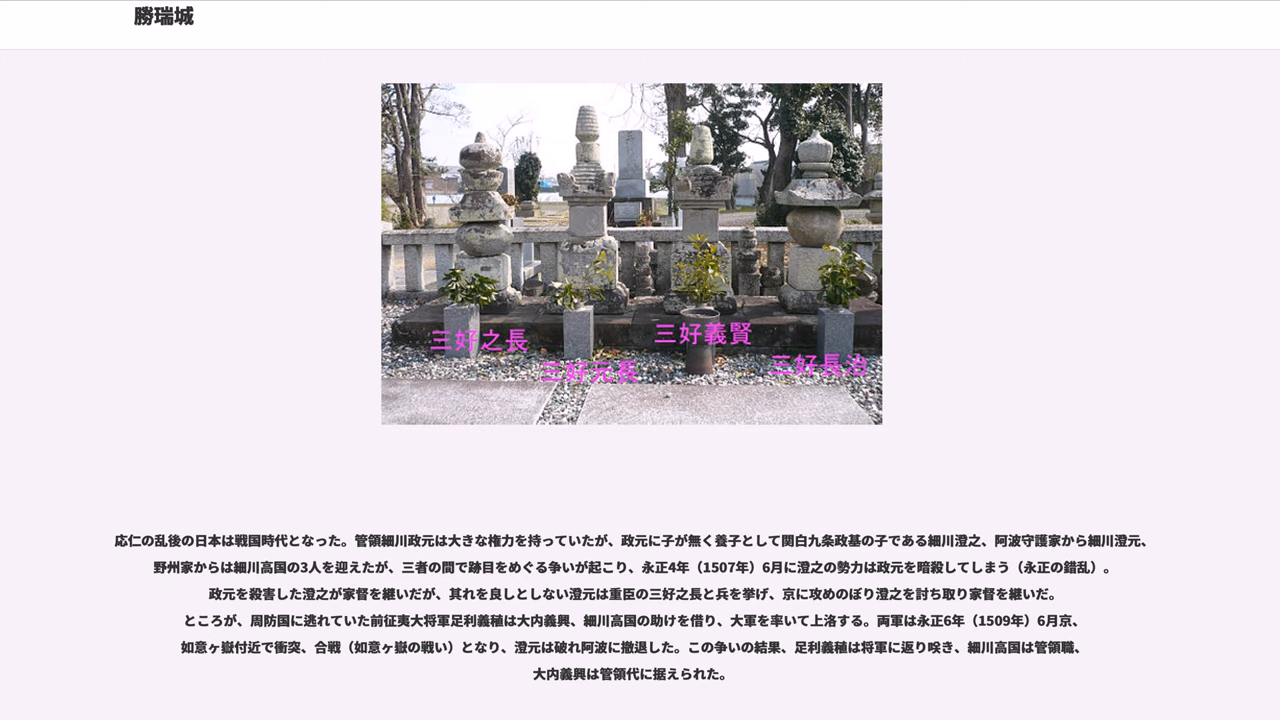 勝瑞城
三好之長
三好元長
三好義賢
三好長治
応仁の乱後の日本は戦国時代となった。管領細川政元は大きな権力を持っていたが、政元に子が無く養子として関白九条政基の子である細川澄之、阿波守護家から細川澄元、
野州家からは細川高国の3人を迎えたが、三者の間で跡目をめぐる争いが起こり、永正4年（1507年）6月に澄之の勢力は政元を暗殺してしまう（永正の錯乱）。
政元を殺害した澄之が家督を継いだが、其れを良しとしない澄元は重臣の三好之長と兵を挙げ、京に攻めのぼり澄之を討ち取り家督を継いだ。
ところが、周防国に逃れていた前征夷大将軍足利義稙は大内義興、細川高国の助けを借り、大軍を率いて上洛する。両軍は永正6年（1509年）6月京、
如意ヶ嶽付近で衝突、合戦（如意ヶ嶽の戦い）となり、澄元は破れ阿波に撤退した。この争いの結果、足利義稙は将軍に返り咲き、細川高国は管領職、
大内義興は管領代に据えられた。